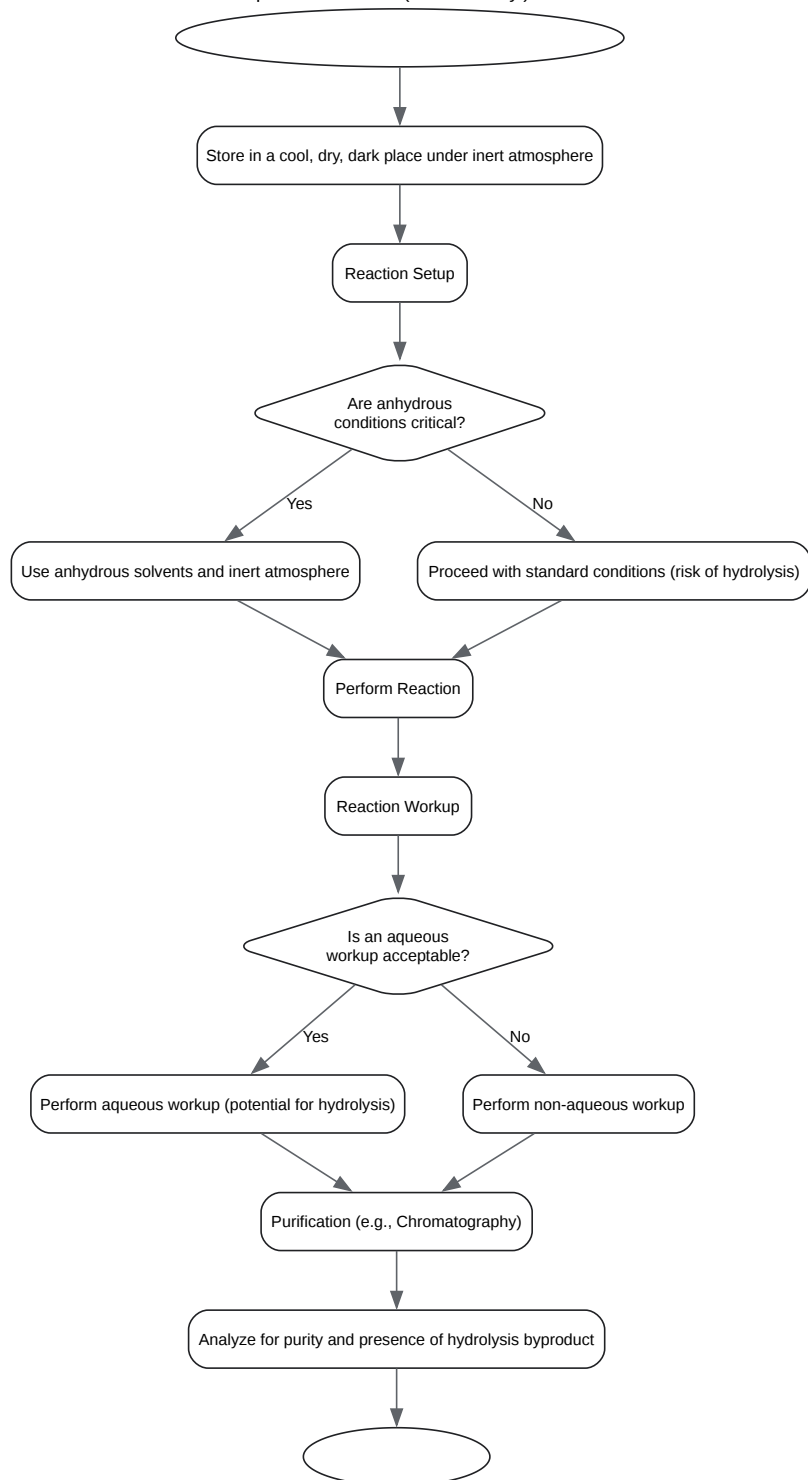 Store in a cool, dry, dark place under inert atmosphere
Reaction Setup
Are anhydrous
conditions critical?
Yes
No
Use anhydrous solvents and inert atmosphere
Proceed with standard conditions (risk of hydrolysis)
Perform Reaction
Reaction Workup
Is an aqueous
workup acceptable?
Yes
No
Perform aqueous workup (potential for hydrolysis)
Perform non-aqueous workup
Purification (e.g., Chromatography)
Analyze for purity and presence of hydrolysis byproduct